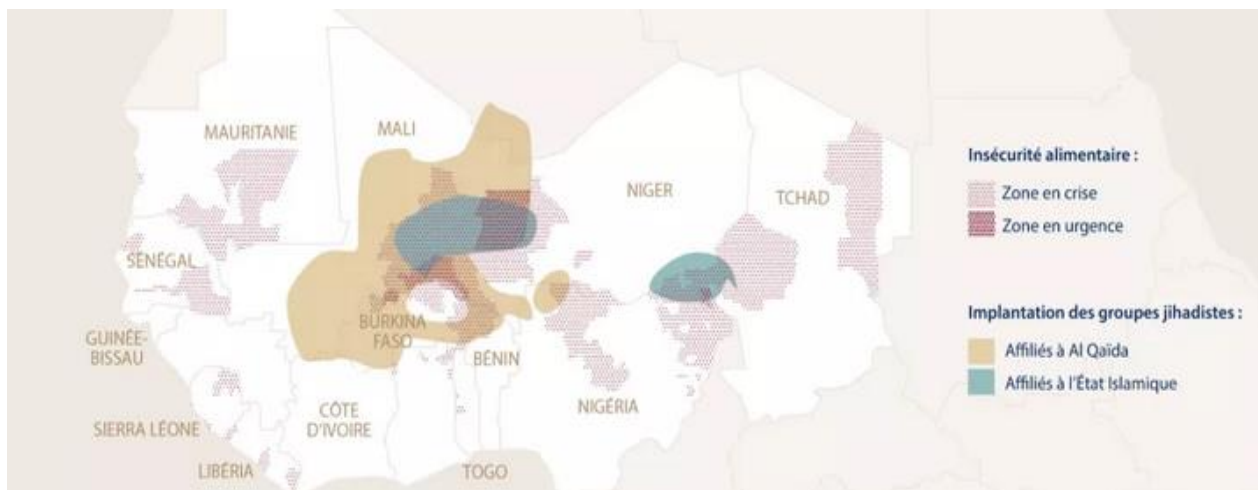 MAURITANIE
MALI
NIGER
TCHAD
SÉNÉGAL
BURKINA
FASO
GUINÉE-
BISSAU
BÉNIN
CÔTE
D'IVOIRE
NIGÉRIA
SIERRA LÉONE
LIBÉRIA
TOGO
Insécurité alimentaire :
Zone en crise
Zone en urgence
Implantation des groupes jihadistes :
Affiliés à Al Qaïda
Affiliés à l'État Islamique